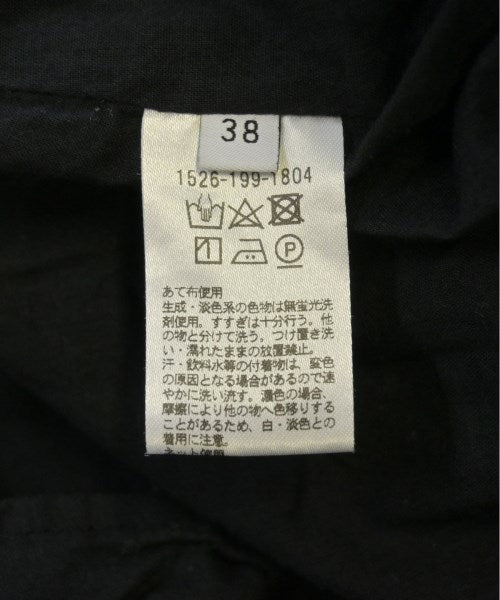 38
1526-199-1804
P
あて布使用
生成・淡色系の色物は無蛍光洗
剤使用。すすぎは十分行う。他
の物と分けて洗う。つけ置き洗
い・濡れたままの放置禁止。
汗・飲料水等の付着物は、変色
の原因となる場合があるので速
やかに洗い流す。濃色の場合、
摩擦により他の物へ色移りする
ことがあるため、白・淡色との
着用に注意。
ネット使用